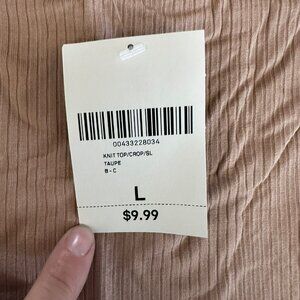 00433228034
KNIT TOP/CROP/SL
TAUPE
B - C
L
$9.99